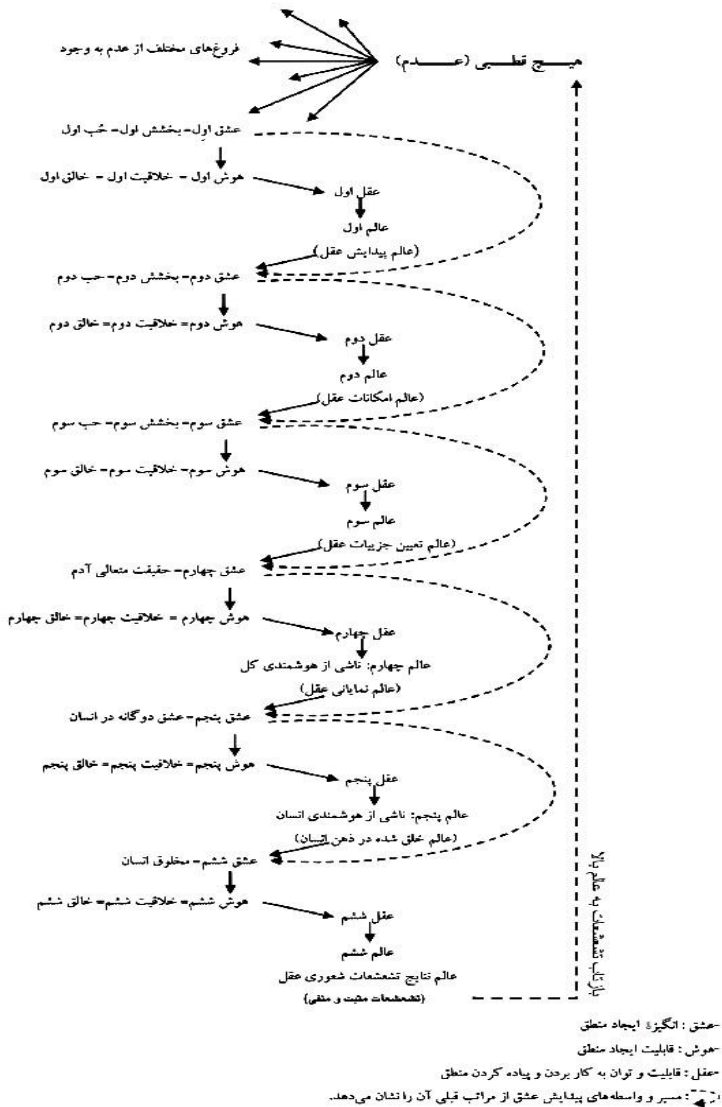 هیچ قطبی (عدم)
فروغ‌های مختلف از عدم به وجود
عشق اول- بخشش اول- حُب اول
هوش اول - خلاقیت اول - خالق اول
عقل اول
عالم اول
(عالم پیدایش عقل)
عشق دوم- بخشش دوم- حب دوم
هوش دوم= خلاقیت دوم= خالق دوم
عقل دوم
عالم دوم
(عالم امکانات عقل)
عشق سوم- بخشش سوم- حب سوم
هوش سوم- خلاقیت سوم- خالق سوم
عقل سوم
عالم سوم
(عالم تعیین جزییات عقل)
عشق چهارم- حقیقت متعالی آدم
هوش چهارم = خلاقیت چهارم= خالق چهارم
عقل چهارم
عالم چهارم: ناشی از هوشمندی کل
(عالم نمایانی عقل)
عشق پنجم- عشق دوگانه در انسان
هوش پنجم= خلاقیت پنجم= خالق پنجم
عقل پنجم
عالم پنجم: ناشی از هوشمندی انسان
(عالم خلق شده در ذهن انسان)
عشق ششم- مخلوق انسان
هوش ششم= خلاقیت ششم= خالق ششم
عقل ششم
عالم ششم
عالم نتایج تشعشعات شعوری عقل
(تشعشعات مثبت و منفی)
بازتاب تشعشعات به عالم بالا
-عشق : انگیزهٔ ایجاد منطق
-هوش : قابلیت ایجاد منطق
-عقل : قابلیت و توان به کار بردن و پیاده کردن منطق
: مسیر و واسطه‌های پیدایش عشق از مراتب قبلی آن را نشان می‌دهد.